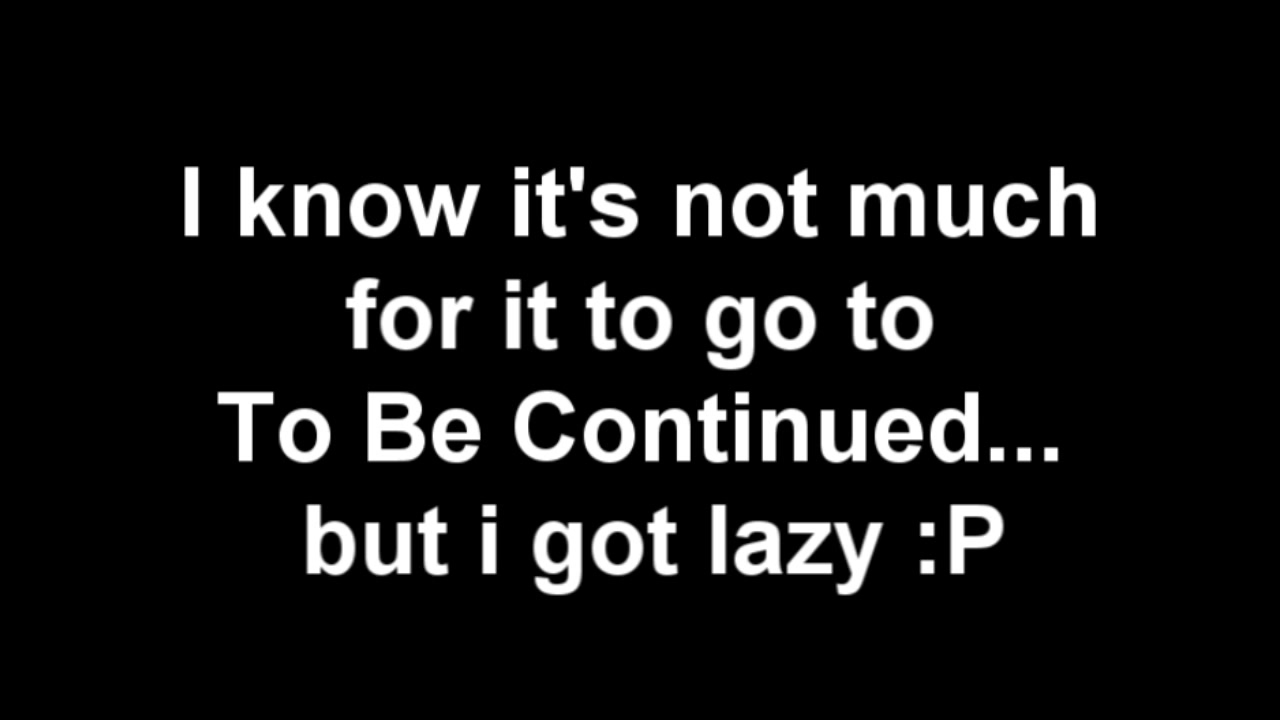 I know it's not much
for it to go to
To Be Continued...
but i got lazy :P